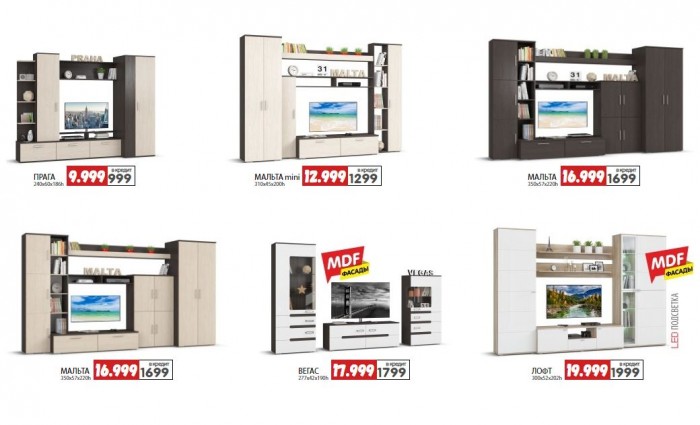 PRAHA
ПРАГА
240x60x186h
9.999
в кредит
999
31
MALTA
МАЛЬТА mini
310x45x200h
12.999
в кредит
1299
31
MALTA
МАЛЬТА
350x57x220h
16.999
в кредит
1699
MALTA
МАЛЬТА
350x57x220h
16.999
в кредит
1699
MDF
ФАСАДЫ
VEGAS
ВЕГАС
277x42x190h
17.999
в кредит
1799
MDF
ФАСАДЫ
LED ПОДСВЕТКА
ЛОФТ
300x52x202h
19.999
в кредит
1999